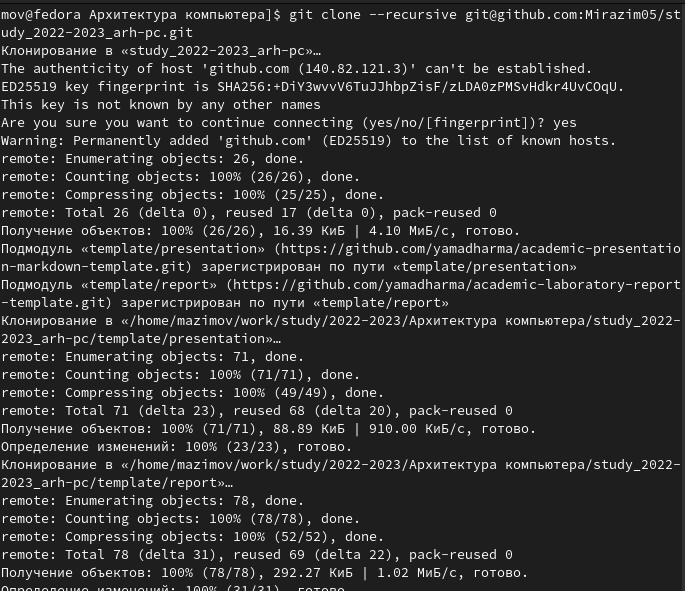 mov@fedora Архитектура компьютера]$ git clone --recursive git@github.com:Mirazim05/st
udy_2022-2023_arh-pc.git
Клонирование в «study_2022-2023_arh-pc»…
The authenticity of host 'github.com (140.82.121.3)' can't be established.
ED25519 key fingerprint is SHA256:+DiY3wvvV6TuJJhbpZisF/zLDA0zPMSvHdkr4UvCOqU.
This key is not known by any other names
Are you sure you want to continue connecting (yes/no/[fingerprint])? yes
Warning: Permanently added 'github.com' (ED25519) to the list of known hosts.
remote: Enumerating objects: 26, done.
remote: Counting objects: 100% (26/26), done.
remote: Compressing objects: 100% (25/25), done.
remote: Total 26 (delta 0), reused 17 (delta 0), pack-reused 0
Получение объектов: 100% (26/26), 16.39 КиБ | 4.10 МиБ/с, готово.
Подмодуль «template/presentation» (https://github.com/yamadharma/academic-presentatio
n-markdown-template.git) зарегистрирован по пути «template/presentation»
Подмодуль «template/report» (https://github.com/yamadharma/academic-laboratory-report
-template.git) зарегистрирован по пути «template/report»
Клонирование в «/home/mazimov/work/study/2022-2023/Архитектура компьютера/study_2022-
2023_arh-pc/template/presentation»…
remote: Enumerating objects: 71, done.
remote: Counting objects: 100% (71/71), done.
remote: Compressing objects: 100% (49/49), done.
remote: Total 71 (delta 23), reused 68 (delta 20), pack-reused 0
Получение объектов: 100% (71/71), 88.89 КиБ | 910.00 КиБ/с, готово.
Определение изменений: 100% (23/23), готово.
Клонирование в «/home/mazimov/work/study/2022-2023/Архитектура компьютера/study_2022-
2023_arh-pc/template/report»…
remote: Enumerating objects: 78, done.
remote: Counting objects: 100% (78/78), done.
remote: Compressing objects: 100% (52/52), done.
remote: Total 78 (delta 31), reused 69 (delta 22), pack-reused 0
Получение объектов: 100% (78/78), 292.27 КиБ | 1.02 МиБ/с, готово.
Определение изменений: 100% (31/31), готово.